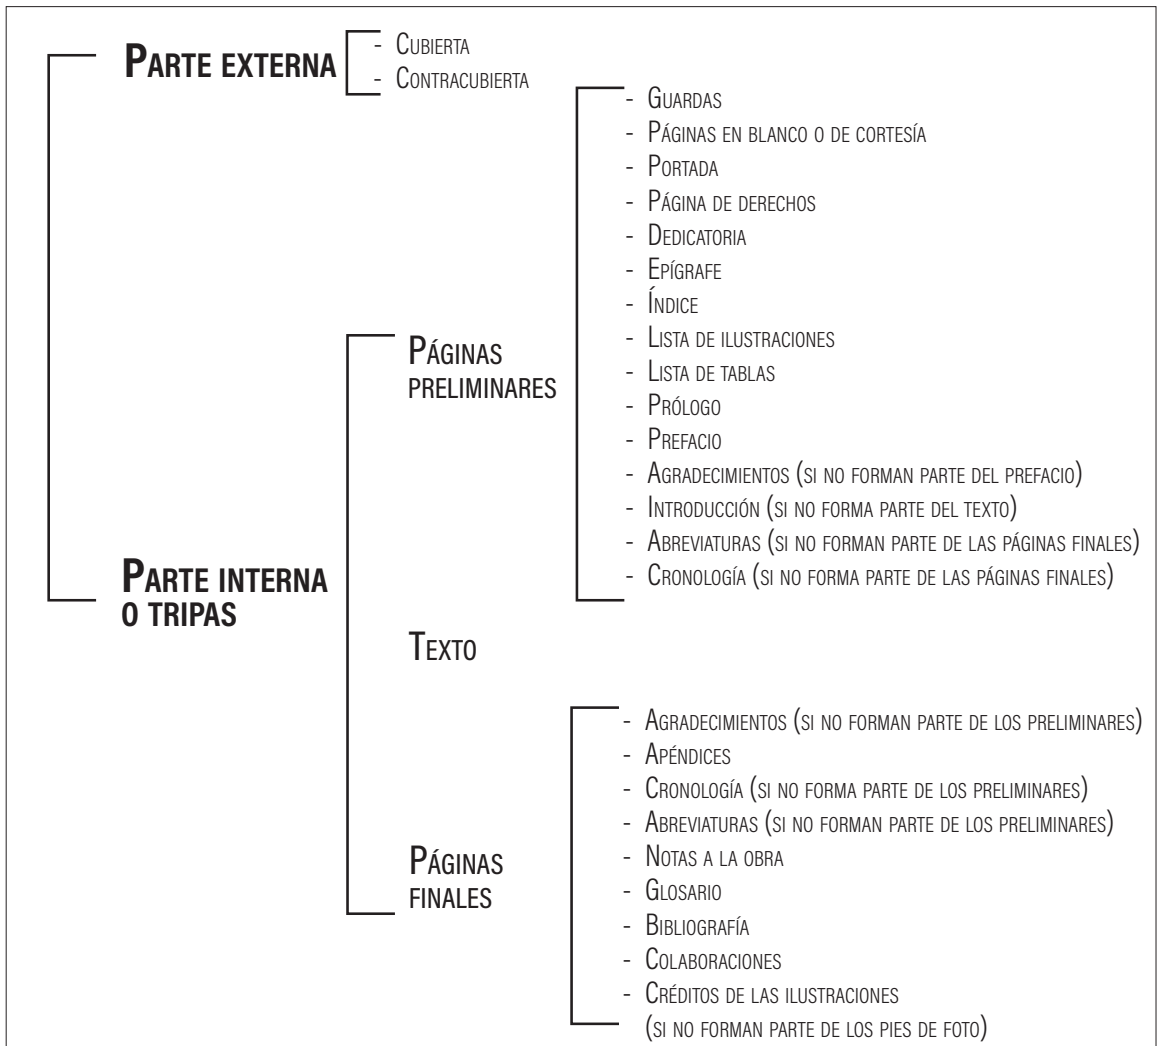 PARTE EXTERNA
- CUBIERTA
- CONTRACUBIERTA
PARTE INTERNA
O TRIPAS
PÁGINAS
PRELIMINARES
- GUARDAS
- PÁGINAS EN BLANCO O DE CORTESÍA
- PORTADA
- PÁGINA DE DERECHOS
- DEDICATORIA
- EPÍGRAFE
- ÍNDICE
- LISTA DE ILUSTRACIONES
- LISTA DE TABLAS
- PRÓLOGO
- PREFACIO
- AGRADECIMIENTOS (SI NO FORMAN PARTE DEL PREFACIO)
- INTRODUCCIÓN (SI NO FORMA PARTE DEL TEXTO)
- ABREVIATURAS (SI NO FORMAN PARTE DE LAS PÁGINAS FINALES)
- CRONOLOGÍA (SI NO FORMA PARTE DE LAS PÁGINAS FINALES)
TEXTO
PÁGINAS
FINALES
- AGRADECIMIENTOS (SI NO FORMAN PARTE DE LOS PRELIMINARES)
- APÉNDICES
- CRONOLOGÍA (SI NO FORMA PARTE DE LOS PRELIMINARES)
- ABREVIATURAS (SI NO FORMAN PARTE DE LOS PRELIMINARES)
- NOTAS A LA OBRA
- GLOSARIO
- BIBLIOGRAFÍA
- COLABORACIONES
- CRÉDITOS DE LAS ILUSTRACIONES
(SI NO FORMAN PARTE DE LOS PIES DE FOTO)